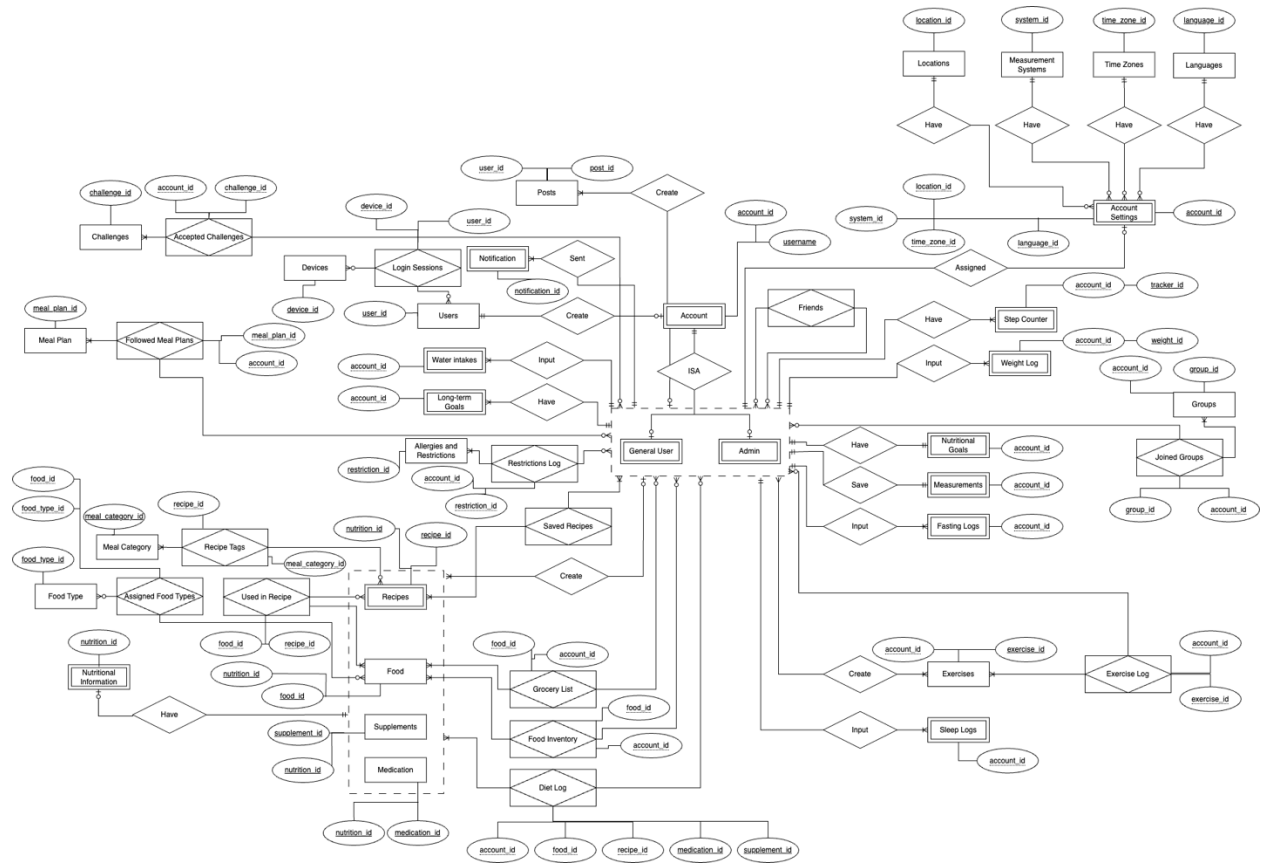 location_id
system_id
time_zone_id
language_id
Locations
Measurement
Systems
Time Zones
Languages
Have
Have
Have
Have
user_id
post_id
Posts
Create
challenge_id
account_id
challenge_id
device_id
user_id
account_id
username
location_id
system_id
time_zone_id
language_id
Account
Settings
account_id
Challenges
Accepted Challenges
Devices
Login Sessions
Notification
Sent
notification_id
device_id
user_id
Users
Create
Account
Friends
Assigned
account_id
tracker_id
Have
Step Counter
meal_plan_id
Meal Plan
Followed Meal Plans
meal_plan_id
account_id
account_id
Water intakes
Input
ISA
account_id
Long-term
Goals
Have
Input
account_id
weight_id
Weight Log
account_id
group_id
Groups
General User
Admin
Allergies and
Restrictions
restriction_id
Restrictions Log
account_id
restriction_id
Have
Nutritional
Goals
account_id
Save
Measurements
account_id
Input
Fasting Logs
account_id
Joined Groups
group_id
account_id
food_id
food_type_id
meal_category_id
recipe_id
Meal Category
Recipe Tags
meal_category_id
nutrition_id
recipe_id
Saved Recipes
Create
food_type_id
Food Type
Assigned Food Types
Used in Recipe
Recipes
food_id
recipe_id
nutrition_id
Nutritional
Information
Have
nutrition_id
food_id
Food
food_id
account_id
Grocery List
food_id
Food Inventory
account_id
supplement_id
Supplements
nutrition_id
Medication
nutrition_id
medication_id
Diet Log
account_id
food_id
recipe_id
medication_id
supplement_id
account_id
exercise_id
Create
Exercises
Exercise Log
account_id
exercise_id
Input
Sleep Logs
account_id